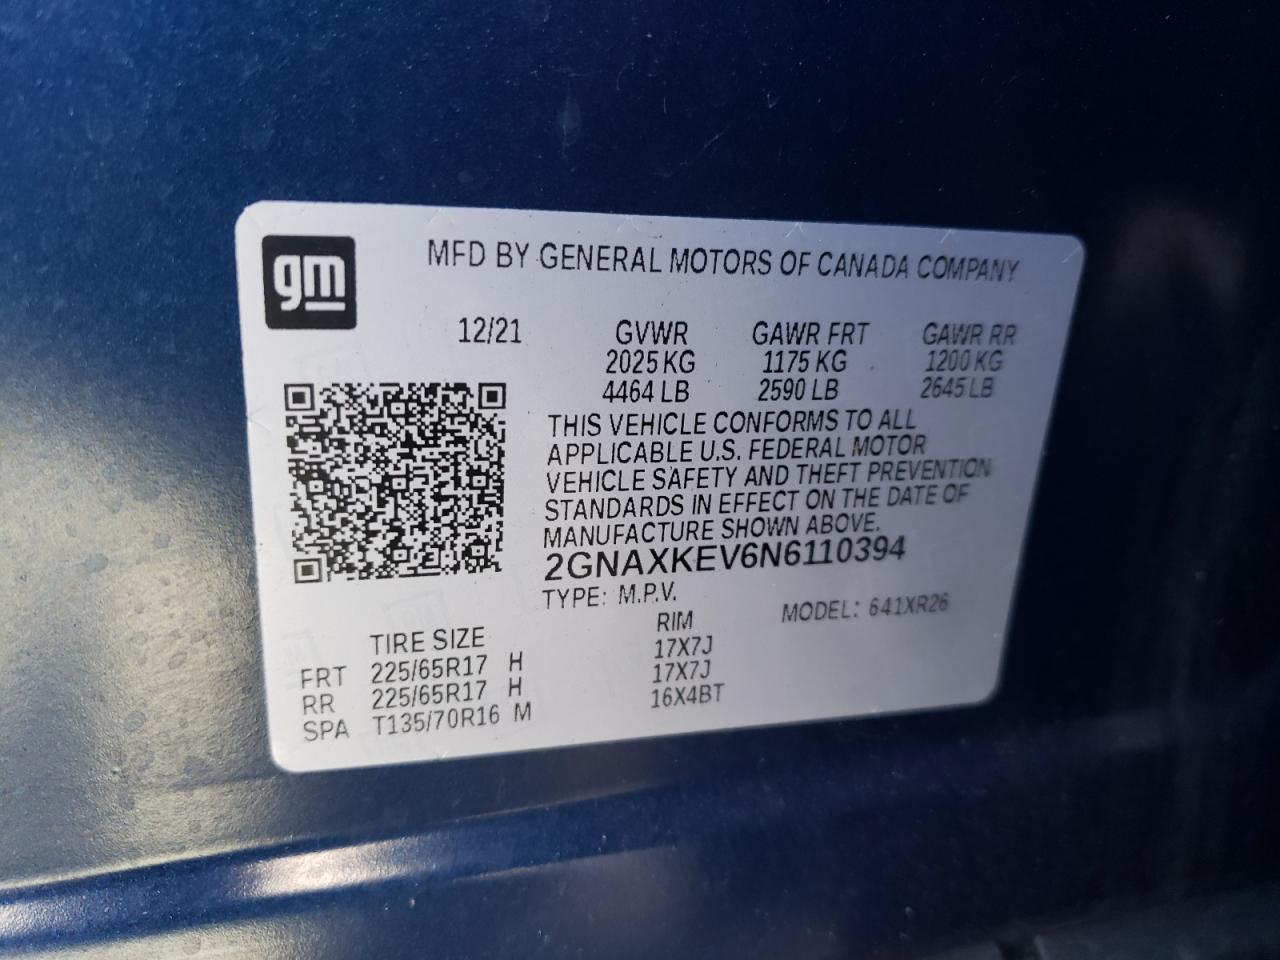 gm
MFD BY GENERAL MOTORS OF CANADA COMPANY
12/21 GVWR GAWR FRT GAWR RR
2025 KG 1175 KG 1200 KG
4464 LB 2590 LB 2645 LB
THIS VEHICLE CONFORMS TO ALL
APPLICABLE U.S. FEDERAL MOTOR
VEHICLE SAFETY AND THEFT PREVENTION
STANDARDS IN EFFECT ON THE DATE OF
MANUFACTURE SHOWN ABOVE.
2GNAXKEV6N6110394
TYPE: M.P.V. MODEL: 641XR26
TIRE SIZE RIM
FRT 225/65R17 H 17X7J
RR 225/65R17 H 17X7J
SPA T135/70R16 M 16X4BT